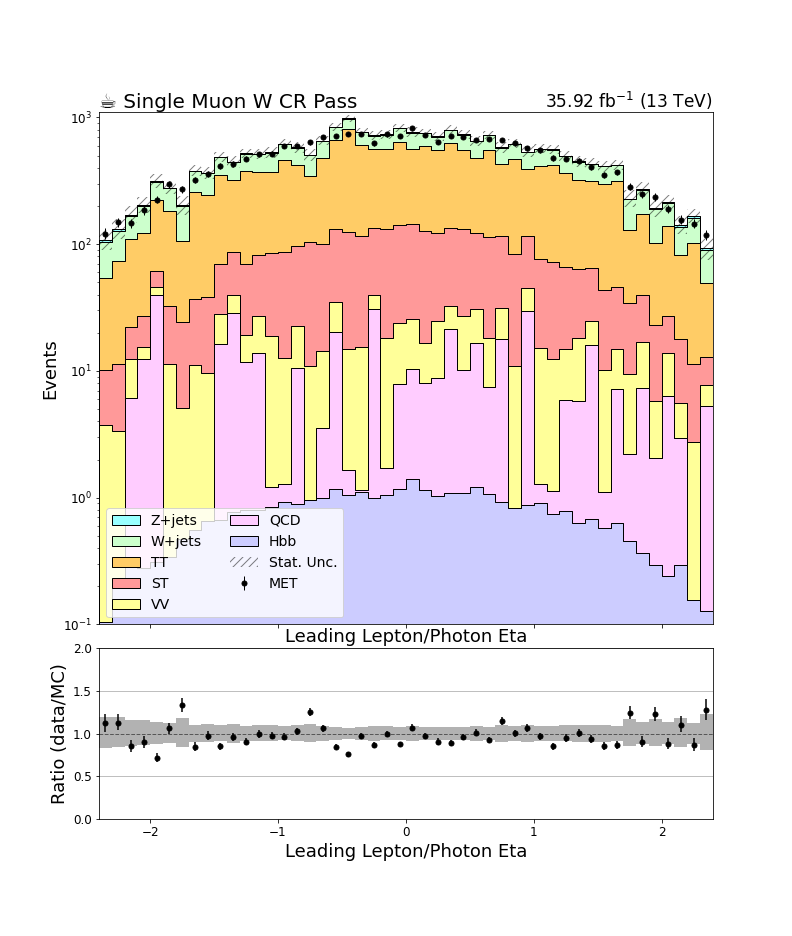 ☕ Single Muon W CR Pass
35.92 fb⁻¹ (13 TeV)
10³
10²
10¹
10⁰
10⁻¹
Events
Z+jets
W+jets
TT
ST
VV
QCD
Hbb
Stat. Unc.
MET
Leading Lepton/Photon Eta
2.0
1.5
1.0
0.5
0.0
Ratio (data/MC)
−2 −1 0 1 2
Leading Lepton/Photon Eta